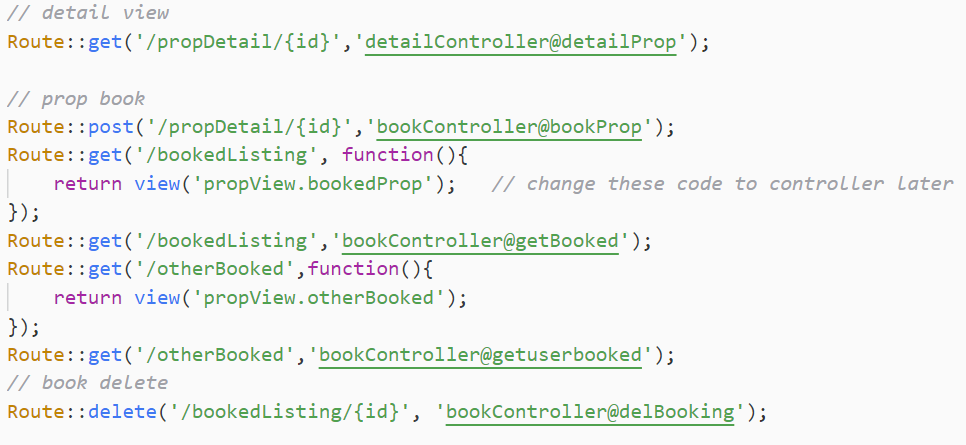 // detail view
Route::get('/propDetail/{id}','detailController@detailProp');
// prop book
Route::post('/propDetail/{id}','bookController@bookProp');
Route::get('/bookedListing', function(){
    return view('propView.bookedProp');   // change these code to controller later
});
Route::get('/bookedListing','bookController@getBooked');
Route::get('/otherBooked',function(){
    return view('propView.otherBooked');
});
Route::get('/otherBooked','bookController@getuserbooked');
// book delete
Route::delete('/bookedListing/{id}', 'bookController@delBooking');